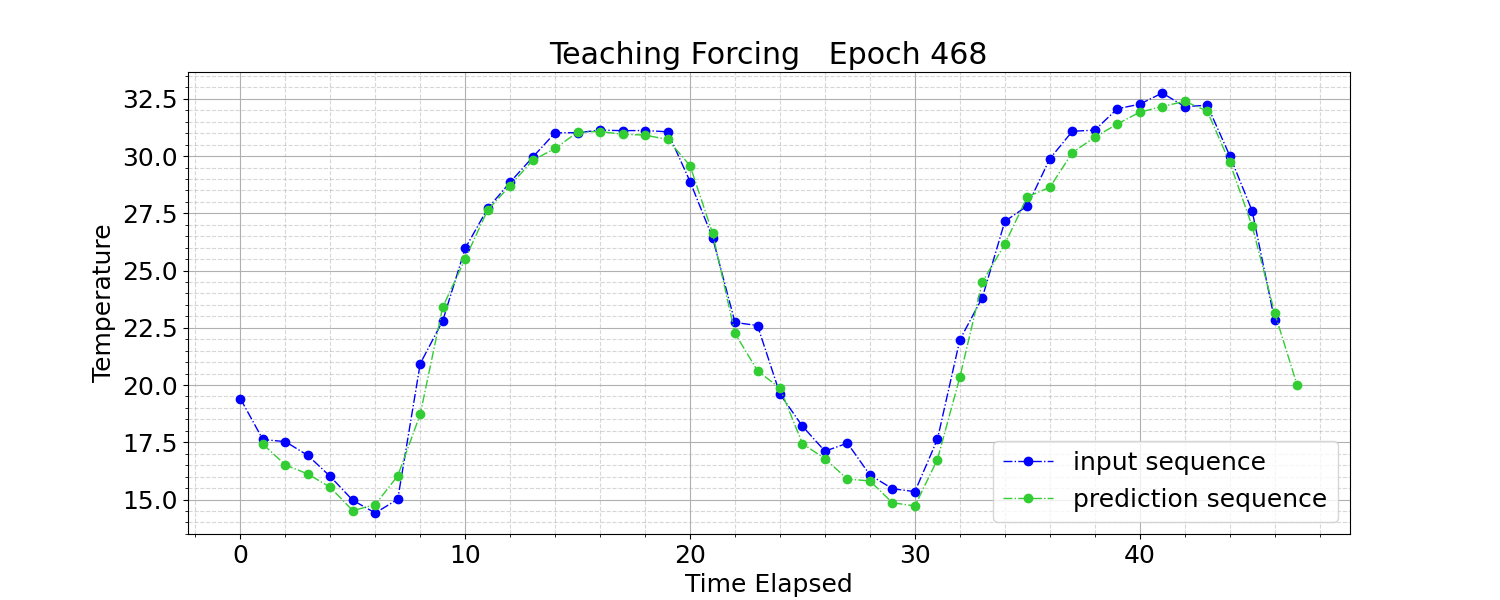 Teaching Forcing   Epoch 468
Temperature
32.5
30.0
27.5
25.0
22.5
20.0
17.5
15.0
0 10 20 30 40
Time Elapsed
input sequence
prediction sequence